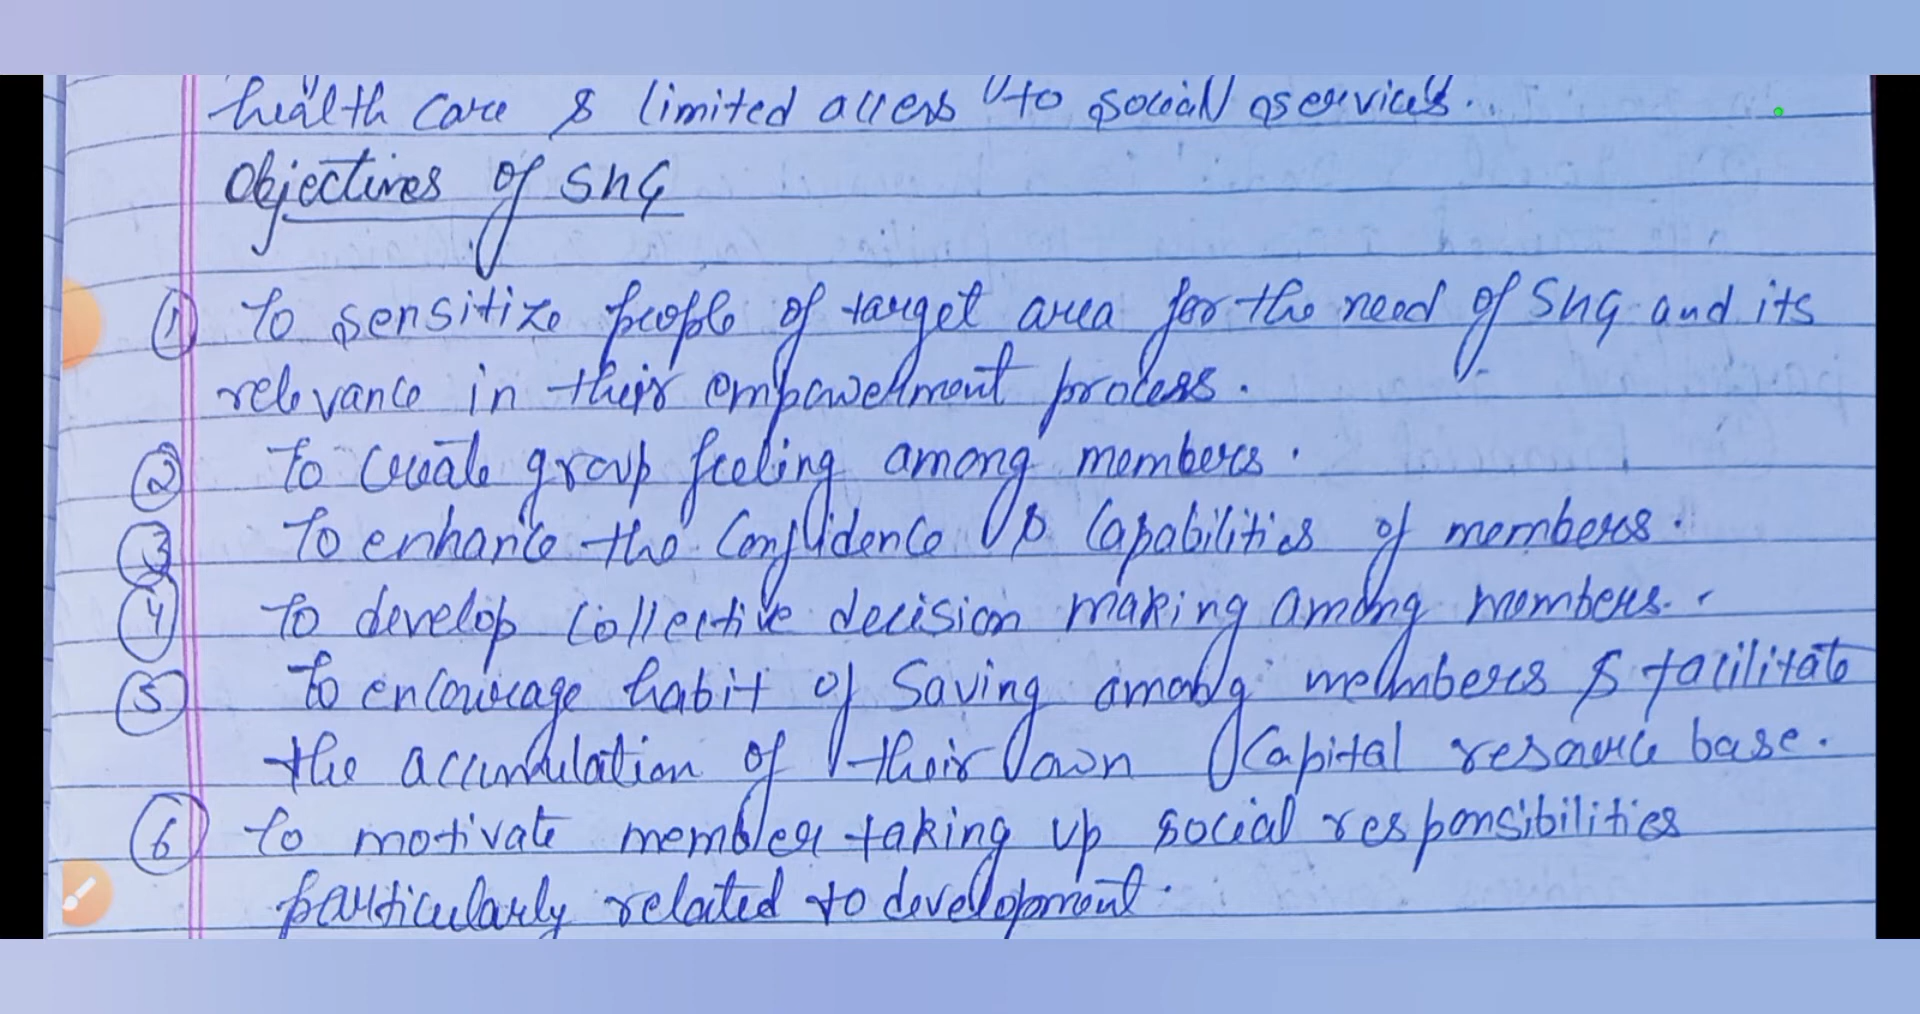 health care & limited access to social services.
Objectives of SHG
① To sensitize people of target area for the need of SHG and its
relevance in their empowerment process.
② To create group feeling among members.
③ To enhance the confidence & capabilities of members.
④ To develop collective decision making among members.
⑤ To encourage habit of saving among members & facilitate
the accumulation of their own capital resource base.
⑥ To motivate member taking up social responsibilities
particularly related to development.